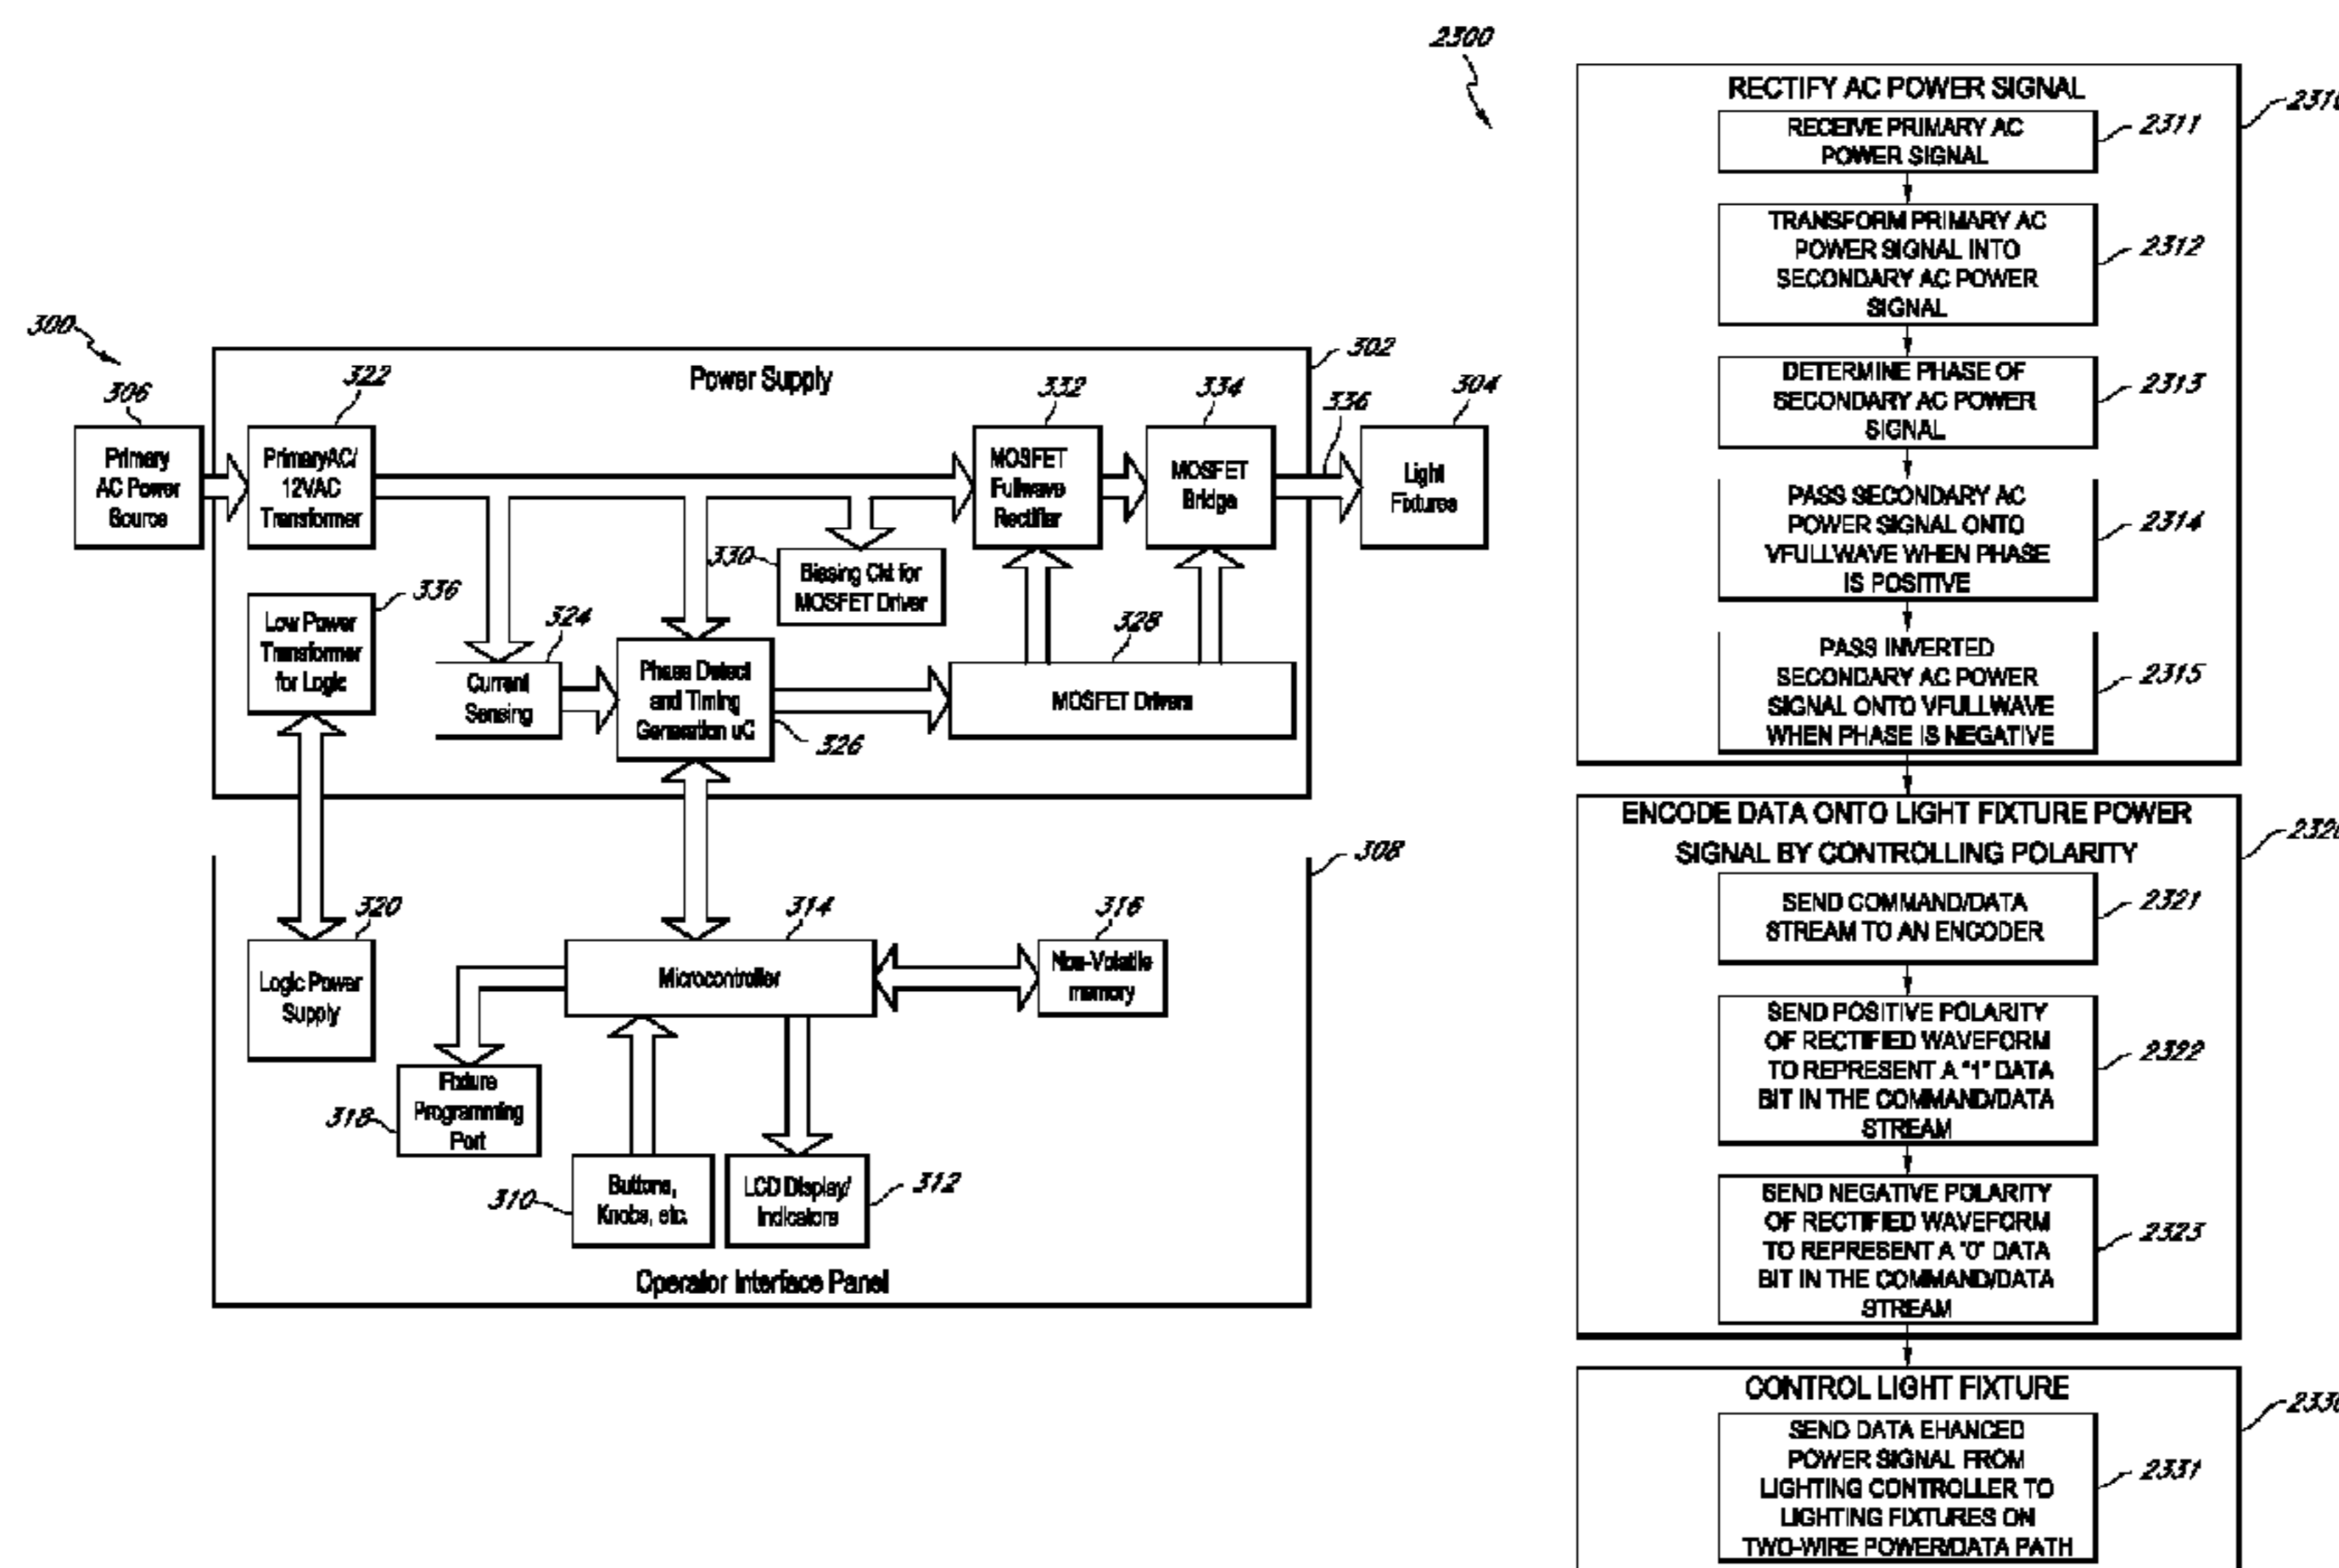 300
306
Primary
AC Power
Source
322
PrimaryAC/
12VAC
Transformer
Power Supply
302
332
MOSFET
Fullwave
Rectifier
334
MOSFET
Bridge
336
304
Light
Fixtures
330
Biasing Ckt for
MOSFET Driver
336
Low Power
Transformer
for Logic
324
Current
Sensing
Phase Detect
and Timing
Generation uC
326
328
MOSFET Drivers
308
320
Logic Power
Supply
314
Microcontroller
316
Non-Volatile
memory
318
Fixture
Programming
Port
310
Buttons,
Knobs, etc.
LCD Display/
Indicators
312
Operator Interface Panel
2300
RECTIFY AC POWER SIGNAL
2310
RECEIVE PRIMARY AC
POWER SIGNAL
2311
TRANSFORM PRIMARY AC
POWER SIGNAL INTO
SECONDARY AC POWER
SIGNAL
2312
DETERMINE PHASE OF
SECONDARY AC POWER
SIGNAL
2313
PASS SECONDARY AC
POWER SIGNAL ONTO
VFULLWAVE WHEN PHASE
IS POSITIVE
2314
PASS INVERTED
SECONDARY AC POWER
SIGNAL ONTO VFULLWAVE
WHEN PHASE IS NEGATIVE
2315
ENCODE DATA ONTO LIGHT FIXTURE POWER
SIGNAL BY CONTROLLING POLARITY
2320
SEND COMMAND/DATA
STREAM TO AN ENCODER
2321
SEND POSITIVE POLARITY
OF RECTIFIED WAVEFORM
TO REPRESENT A "1" DATA
BIT IN THE COMMAND/DATA
STREAM
2322
SEND NEGATIVE POLARITY
OF RECTIFIED WAVEFORM
TO REPRESENT A "0" DATA
BIT IN THE COMMAND/DATA
STREAM
2323
CONTROL LIGHT FIXTURE
2330
SEND DATA EHANCED
POWER SIGNAL FROM
LIGHTING CONTROLLER TO
LIGHTING FIXTURES ON
TWO-WIRE POWER/DATA PATH
2331